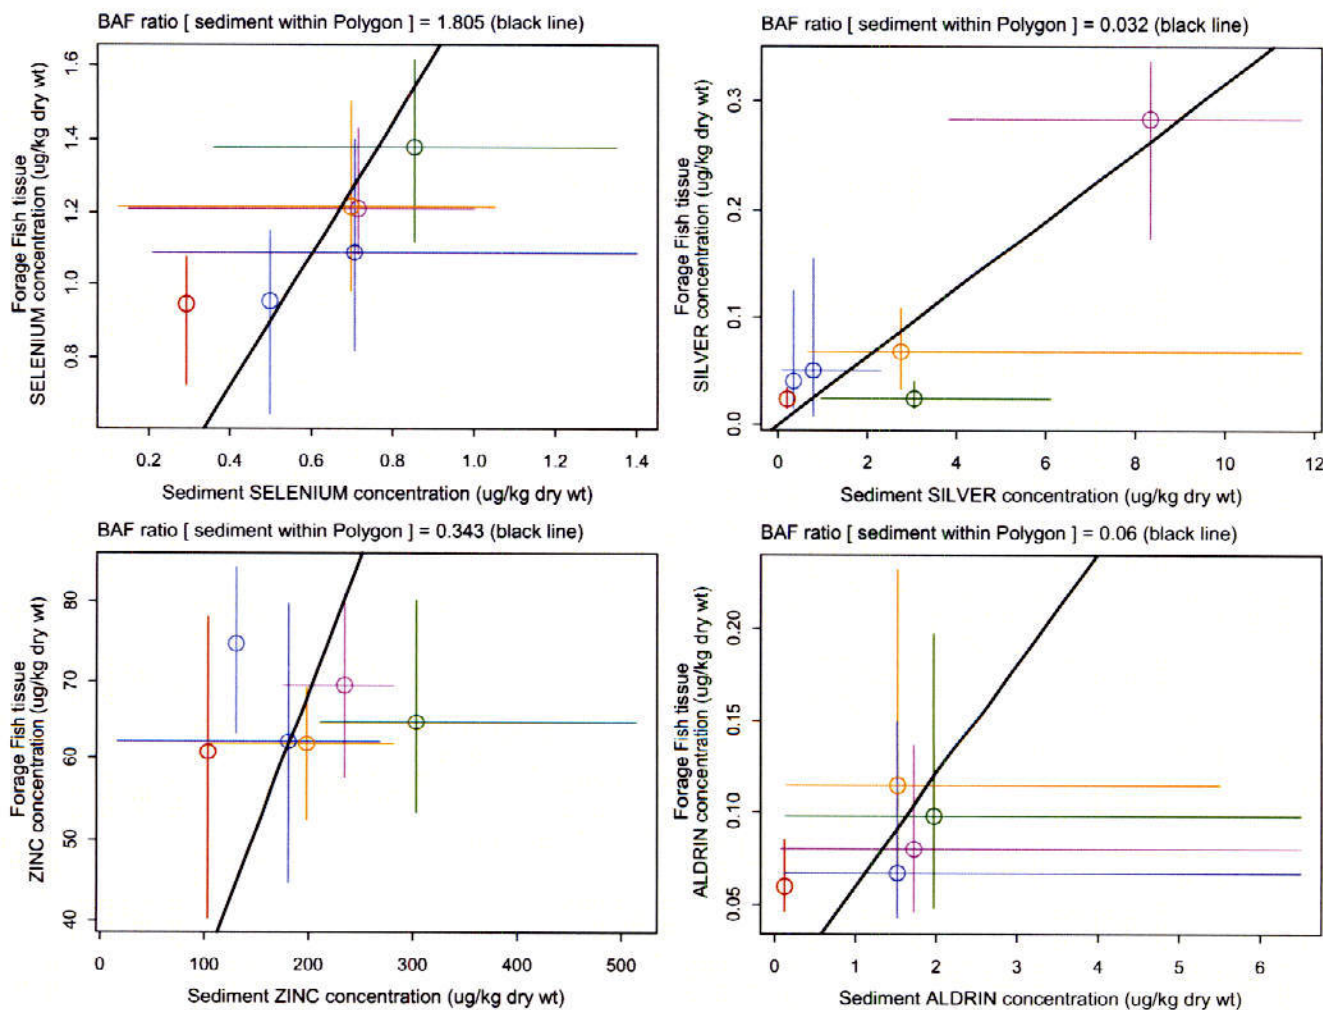 BAF ratio [ sediment within Polygon ] = 1.805 (black line)
Forage Fish tissue
SELENIUM concentration (ug/kg dry wt)
1.6
1.4
1.2
1.0
0.8
0.2 0.4 0.6 0.8 1.0 1.2 1.4
Sediment SELENIUM concentration (ug/kg dry wt)
BAF ratio [ sediment within Polygon ] = 0.032 (black line)
Forage Fish tissue
SILVER concentration (ug/kg dry wt)
0.3
0.2
0.1
0.0
0 2 4 6 8 10 12
Sediment SILVER concentration (ug/kg dry wt)
BAF ratio [ sediment within Polygon ] = 0.343 (black line)
Forage Fish tissue
ZINC concentration (ug/kg dry wt)
80
70
60
50
40
0 100 200 300 400 500
Sediment ZINC concentration (ug/kg dry wt)
BAF ratio [ sediment within Polygon ] = 0.06 (black line)
Forage Fish tissue
ALDRIN concentration (ug/kg dry wt)
0.20
0.15
0.10
0.05
0 1 2 3 4 5 6
Sediment ALDRIN concentration (ug/kg dry wt)